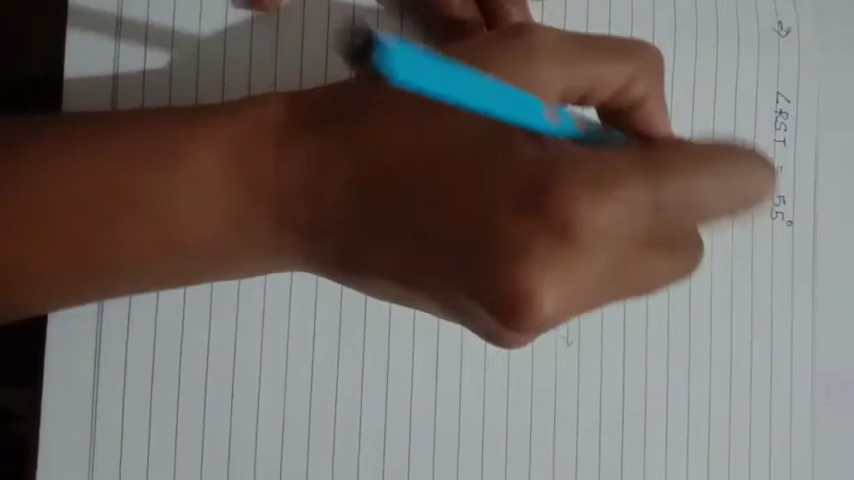 → ∠RST = 55°